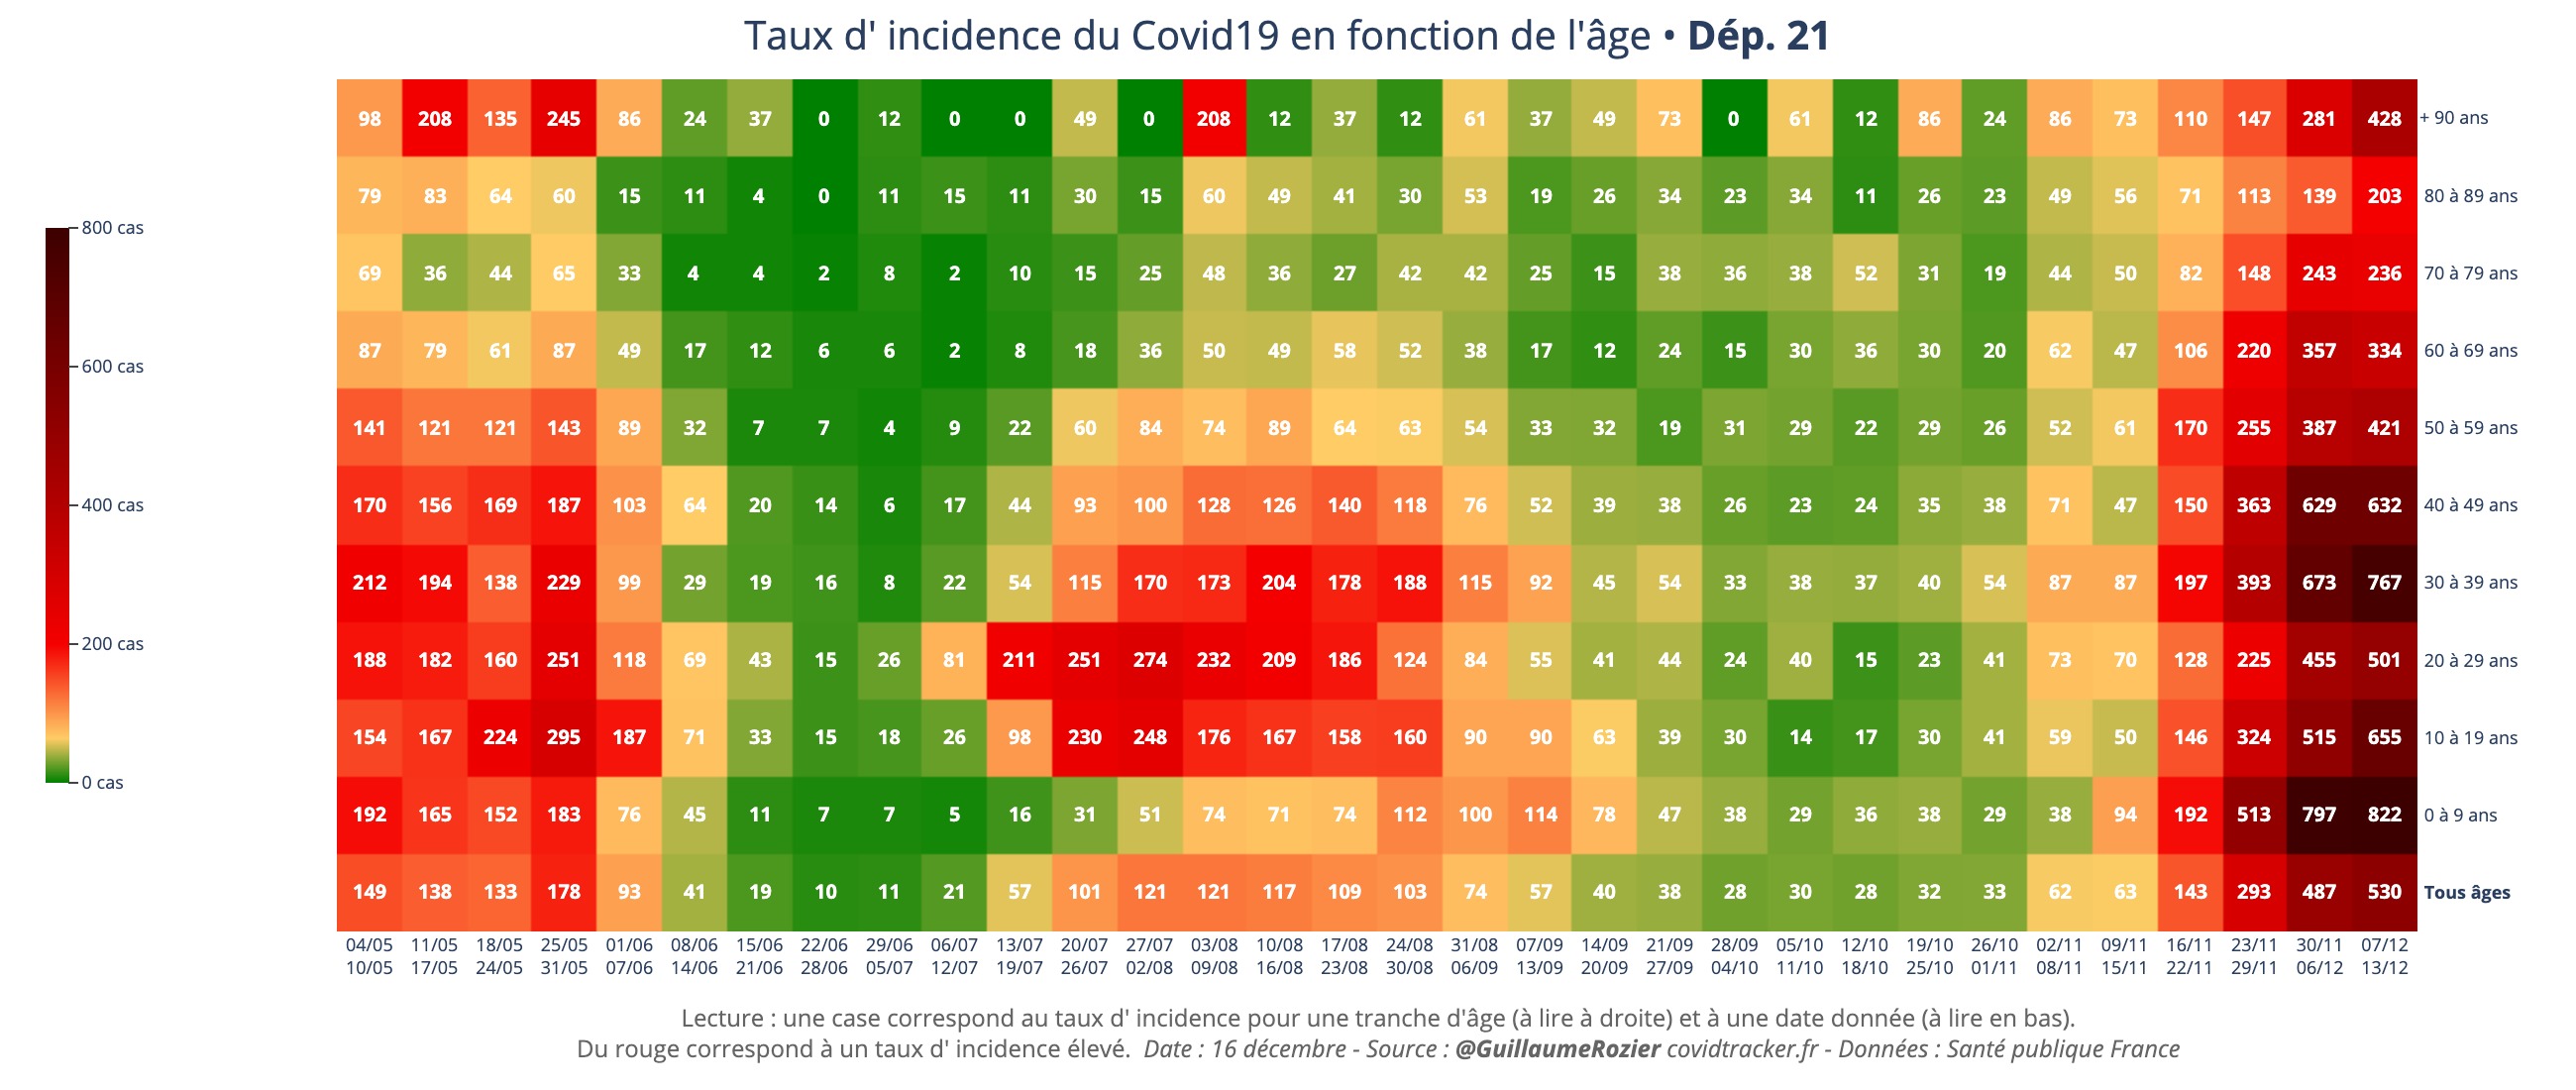 Taux d' incidence du Covid19 en fonction de l'âge • Dép. 21
98 208 135 245 86 24 37 0 12 0 0 49 0 208 12 37 12 61 37 49 73 0 61 12 86 24 86 73 110 147 281 428 + 90 ans
79 83 64 60 15 11 4 0 11 15 11 30 15 60 49 41 30 53 19 26 34 23 34 11 26 23 49 56 71 113 139 203 80 à 89 ans
800 cas
69 36 44 65 33 4 4 2 8 2 10 15 25 48 36 27 42 42 25 15 38 36 38 52 31 19 44 50 82 148 243 236 70 à 79 ans
87 79 61 87 49 17 12 6 6 2 8 18 36 50 49 58 52 38 17 12 24 15 30 36 30 20 62 47 106 220 357 334 60 à 69 ans
600 cas
141 121 121 143 89 32 7 7 4 9 22 60 84 74 89 64 63 54 33 32 19 31 29 22 29 26 52 61 170 255 387 421 50 à 59 ans
400 cas
170 156 169 187 103 64 20 14 6 17 44 93 100 128 126 140 118 76 52 39 38 26 23 24 35 38 71 47 150 363 629 632 40 à 49 ans
212 194 138 229 99 29 19 16 8 22 54 115 170 173 204 178 188 115 92 45 54 33 38 37 40 54 87 87 197 393 673 767 30 à 39 ans
200 cas
188 182 160 251 118 69 43 15 26 81 211 251 274 232 209 186 124 84 55 41 44 24 40 15 23 41 73 70 128 225 455 501 20 à 29 ans
154 167 224 295 187 71 33 15 18 26 98 230 248 176 167 158 160 90 90 63 39 30 14 17 30 41 59 50 146 324 515 655 10 à 19 ans
0 cas
192 165 152 183 76 45 11 7 7 5 16 31 51 74 71 74 112 100 114 78 47 38 29 36 38 29 38 94 192 513 797 822 0 à 9 ans
149 138 133 178 93 41 19 10 11 21 57 101 121 121 117 109 103 74 57 40 38 28 30 28 32 33 62 63 143 293 487 530 Tous âges
04/05 11/05 18/05 25/05 01/06 08/06 15/06 22/06 29/06 06/07 13/07 20/07 27/07 03/08 10/08 17/08 24/08 31/08 07/09 14/09 21/09 28/09 05/10 12/10 19/10 26/10 02/11 09/11 16/11 23/11 30/11 07/12
10/05 17/05 24/05 31/05 07/06 14/06 21/06 28/06 05/07 12/07 19/07 26/07 02/08 09/08 16/08 23/08 30/08 06/09 13/09 20/09 27/09 04/10 11/10 18/10 25/10 01/11 08/11 15/11 22/11 29/11 06/12 13/12
Lecture : une case correspond au taux d' incidence pour une tranche d'âge (à lire à droite) et à une date donnée (à lire en bas).
Du rouge correspond à un taux d' incidence élevé. Date : 16 décembre - Source : @GuillaumeRozier covidtracker.fr - Données : Santé publique France